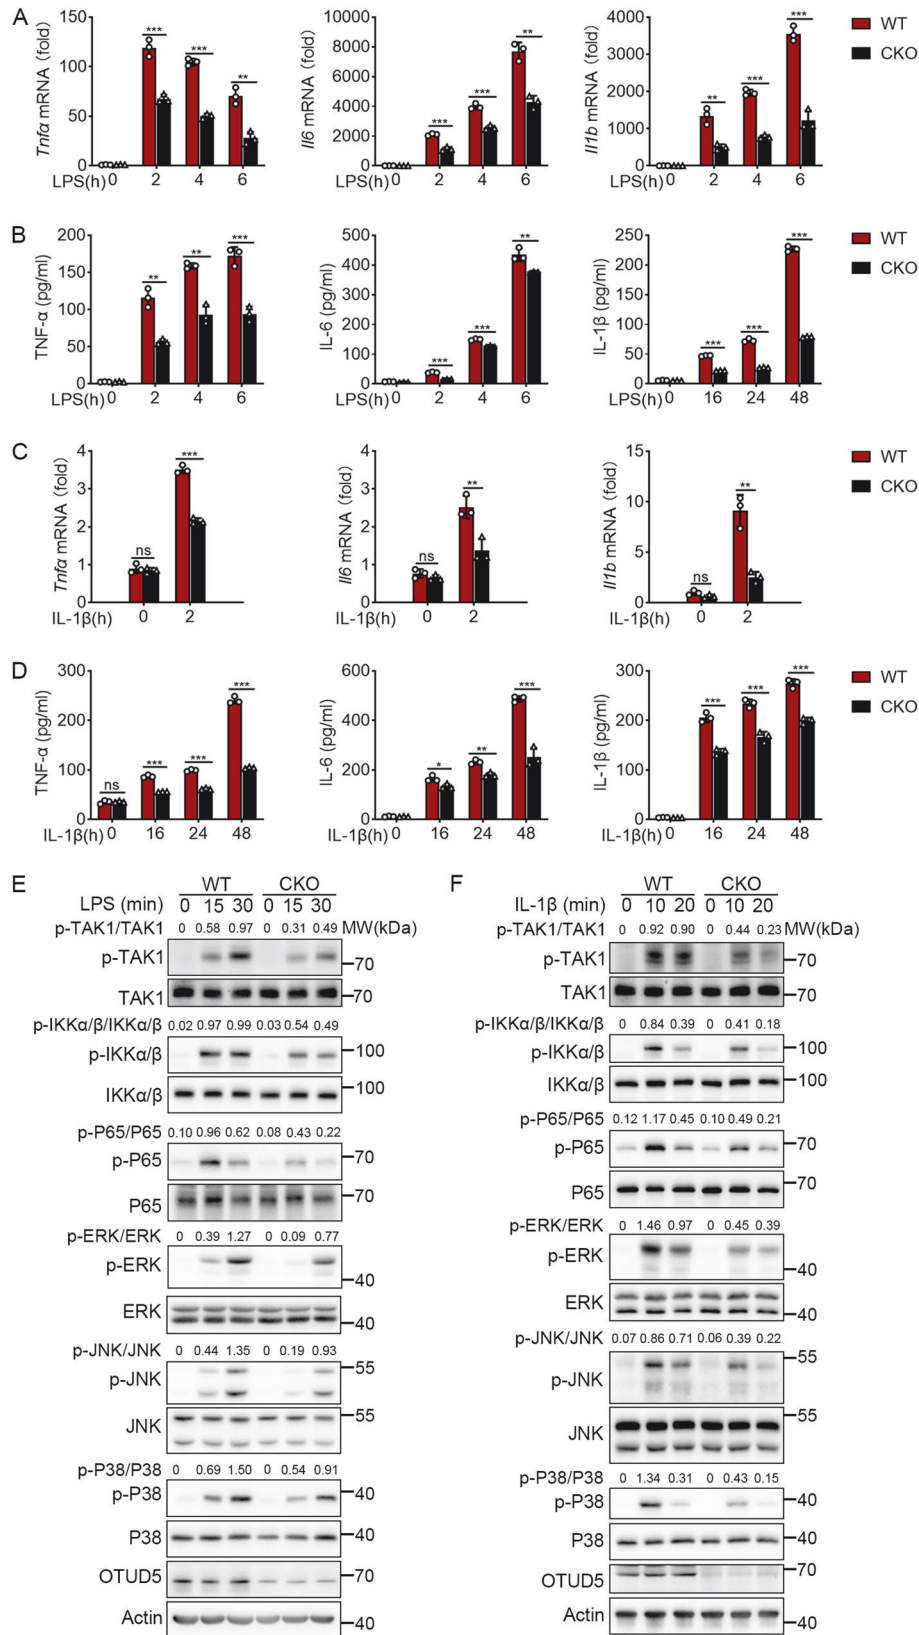 A
Tnfα mRNA (fold)
150
100
50
0
*** *** **
LPS(h) 0 2 4 6
Il6 mRNA (fold)
10000
8000
6000
4000
2000
0
*** *** **
LPS(h) 0 2 4 6
Il1b mRNA (fold)
4000
3000
2000
1000
0
** *** ***
LPS(h) 0 2 4 6
WT
CKO
B
TNF-α (pg/ml)
200
150
100
50
0
** ** ***
LPS(h) 0 2 4 6
IL-6 (pg/ml)
500
400
300
200
100
0
*** *** **
LPS(h) 0 2 4 6
IL-1β (pg/ml)
250
200
150
100
50
0
*** *** ***
LPS(h) 0 16 24 48
WT
CKO
C
Tnfα mRNA (fold)
4
3
2
1
0
ns ***
IL-1β(h) 0 2
Il6 mRNA (fold)
4
3
2
1
0
ns **
IL-1β(h) 0 2
Il1b mRNA (fold)
15
10
5
0
ns **
IL-1β(h) 0 2
WT
CKO
D
TNF-α (pg/ml)
300
200
100
0
ns *** *** ***
IL-1β(h) 0 16 24 48
IL-6 (pg/ml)
600
400
200
0
* ** ***
IL-1β(h) 0 16 24 48
IL-1β (pg/ml)
300
200
100
0
*** *** ***
IL-1β(h) 0 16 24 48
WT
CKO
E
WT CKO
LPS (min) 0 15 30 0 15 30
p-TAK1/TAK1 0 0.58 0.97 0 0.31 0.49 MW(kDa)
p-TAK1 70
TAK1 70
p-IKKα/β/IKKα/β 0.02 0.97 0.99 0.03 0.54 0.49
p-IKKα/β 100
IKKα/β 100
p-P65/P65 0.10 0.96 0.62 0.08 0.43 0.22
p-P65 70
P65 70
p-ERK/ERK 0 0.39 1.27 0 0.09 0.77
p-ERK 40
ERK 40
p-JNK/JNK 0 0.44 1.35 0 0.19 0.93
p-JNK 55
JNK 55
p-P38/P38 0 0.69 1.50 0 0.54 0.91
p-P38 40
P38 40
OTUD5 70
Actin 40
F
WT CKO
IL-1β (min) 0 10 20 0 10 20
p-TAK1/TAK1 0 0.92 0.90 0 0.44 0.23 MW(kDa)
p-TAK1 70
TAK1 70
p-IKKα/β/IKKα/β 0 0.84 0.39 0 0.41 0.18
p-IKKα/β 100
IKKα/β 100
p-P65/P65 0.12 1.17 0.45 0.10 0.49 0.21
p-P65 70
P65 70
p-ERK/ERK 0 1.46 0.97 0 0.45 0.39
p-ERK 40
ERK 40
p-JNK/JNK 0.07 0.86 0.71 0.06 0.39 0.22
p-JNK 55
JNK 55
p-P38/P38 0 1.34 0.31 0 0.43 0.15
p-P38 40
P38 40
OTUD5 70
Actin 40